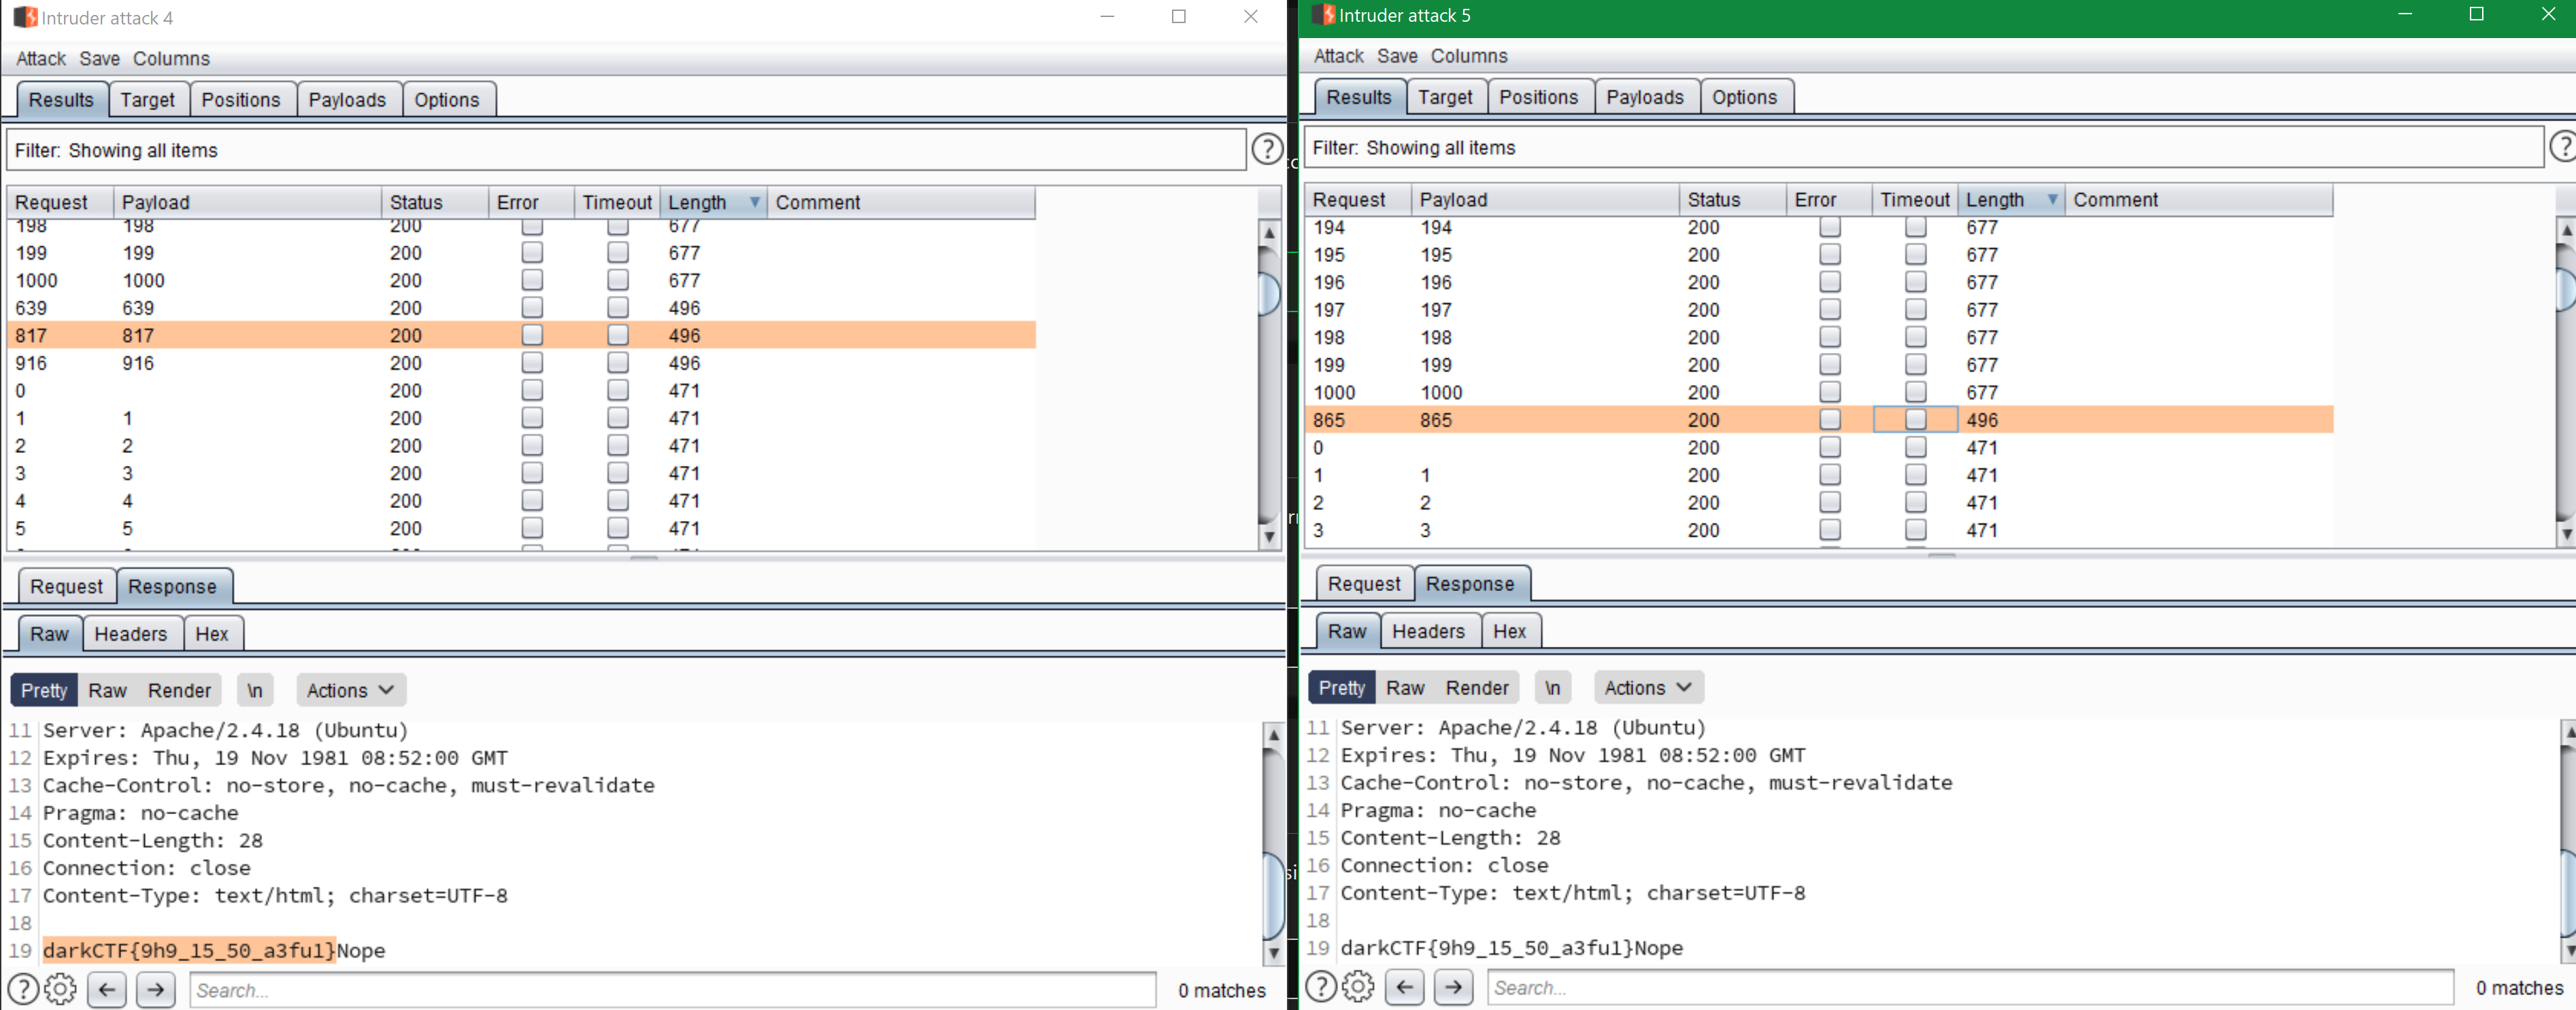 Intruder attack 4
Attack Save Columns
Results Target Positions Payloads Options
Filter: Showing all items
?
Request Payload Status Error Timeout Length Comment
198 198 200 677
199 199 200 677
1000 1000 200 677
639 639 200 496
817 817 200 496
916 916 200 496
0 200 471
1 1 200 471
2 2 200 471
3 3 200 471
4 4 200 471
5 5 200 471
Request Response
Raw Headers Hex
Pretty Raw Render \n Actions
11 Server: Apache/2.4.18 (Ubuntu)
12 Expires: Thu, 19 Nov 1981 08:52:00 GMT
13 Cache-Control: no-store, no-cache, must-revalidate
14 Pragma: no-cache
15 Content-Length: 28
16 Connection: close
17 Content-Type: text/html; charset=UTF-8
18
19 darkCTF{9h9_15_50_a3fu1}Nope
? Search... 0 matches
Intruder attack 5
Attack Save Columns
Results Target Positions Payloads Options
Filter: Showing all items
?
Request Payload Status Error Timeout Length Comment
194 194 200 677
195 195 200 677
196 196 200 677
197 197 200 677
198 198 200 677
199 199 200 677
1000 1000 200 677
865 865 200 496
0 200 471
1 1 200 471
2 2 200 471
3 3 200 471
Request Response
Raw Headers Hex
Pretty Raw Render \n Actions
11 Server: Apache/2.4.18 (Ubuntu)
12 Expires: Thu, 19 Nov 1981 08:52:00 GMT
13 Cache-Control: no-store, no-cache, must-revalidate
14 Pragma: no-cache
15 Content-Length: 28
16 Connection: close
17 Content-Type: text/html; charset=UTF-8
18
19 darkCTF{9h9_15_50_a3fu1}Nope
? Search... 0 matches